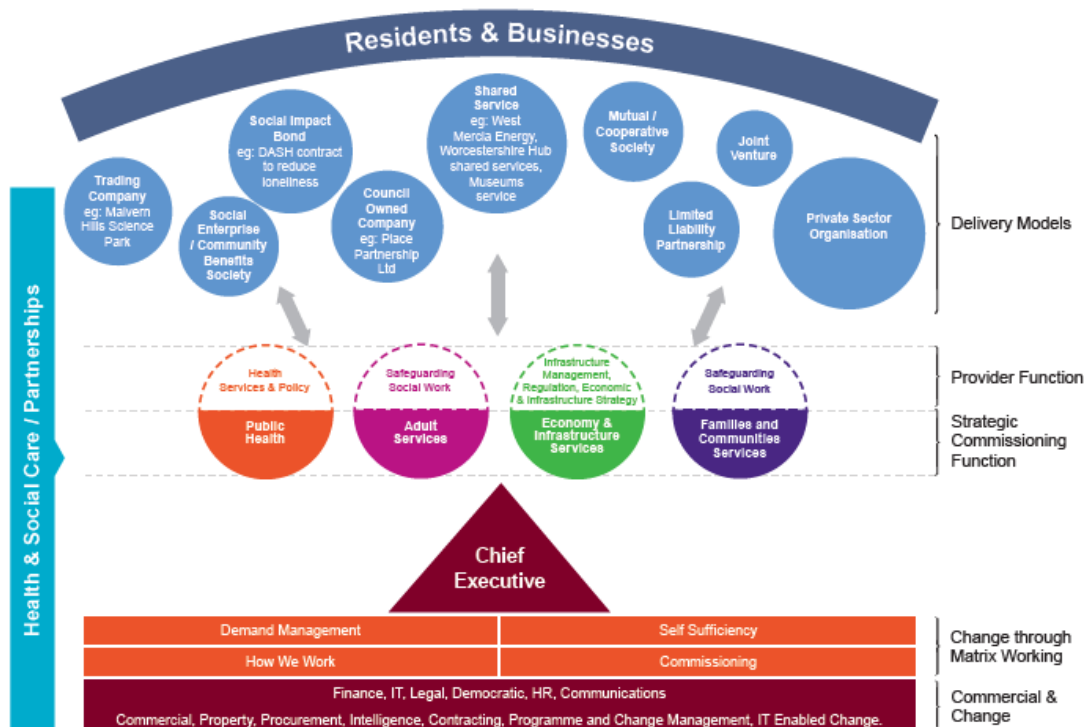 Residents & Businesses
Trading
Company
eg: Malvern
Hills Science
Park
Social Impact
Bond
eg: DASH contract
to reduce
loneliness
Social
Enterprise
/ Community
Benefits
Society
Council
Owned
Company
eg: Place
Partnership
Ltd
Shared
Service
eg: West
Mercia Energy,
Worcestershire Hub
shared services,
Museums
service
Mutual /
Cooperative
Society
Limited
Liability
Partnership
Joint
Venture
Private Sector
Organisation
Delivery Models
Health
Services & Policy
Safeguarding
Social Work
Infrastructure
Management,
Regulation, Economic
& Infrastructure Strategy
Safeguarding
Social Work
Provider Function
Public
Health
Adult
Services
Economy &
Infrastructure
Services
Families and
Communities
Services
Strategic
Commissioning
Function
Health & Social Care / Partnerships
Chief
Executive
Demand Management
Self Sufficiency
How We Work
Commissioning
Change through
Matrix Working
Finance, IT, Legal, Democratic, HR, Communications
Commercial, Property, Procurement, Intelligence, Contracting, Programme and Change Management, IT Enabled Change.
Commercial &
Change